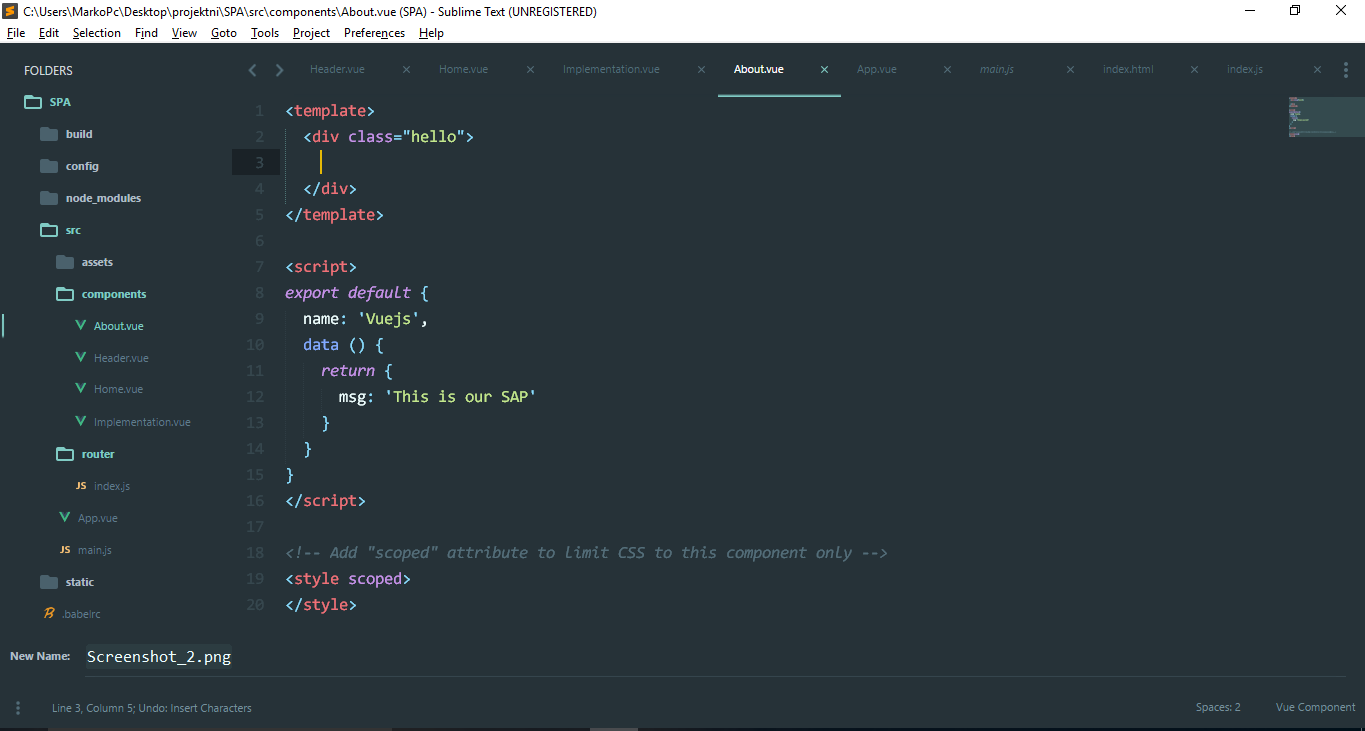 C:\Users\MarkoPc\Desktop\projektni\SPA\src\components\About.vue (SPA) - Sublime Text (UNREGISTERED)
File Edit Selection Find View Goto Tools Project Preferences Help
FOLDERS
SPA
build
config
node_modules
src
assets
components
About.vue
Header.vue
Home.vue
Implementation.vue
router
JS index.js
App.vue
JS main.js
static
.babelrc
Header.vue Home.vue Implementation.vue About.vue App.vue main.js index.html index.js
1 <template>
2 <div class="hello">
3
4 </div>
5 </template>
6
7 <script>
8 export default {
9 name: 'Vuejs',
10 data () {
11 return {
12 msg: 'This is our SAP'
13 }
14 }
15 }
16 </script>
17
18 <!-- Add "scoped" attribute to limit CSS to this component only -->
19 <style scoped>
20 </style>
New Name: Screenshot_2.png
Line 3, Column 5; Undo: Insert Characters Spaces: 2 Vue Component